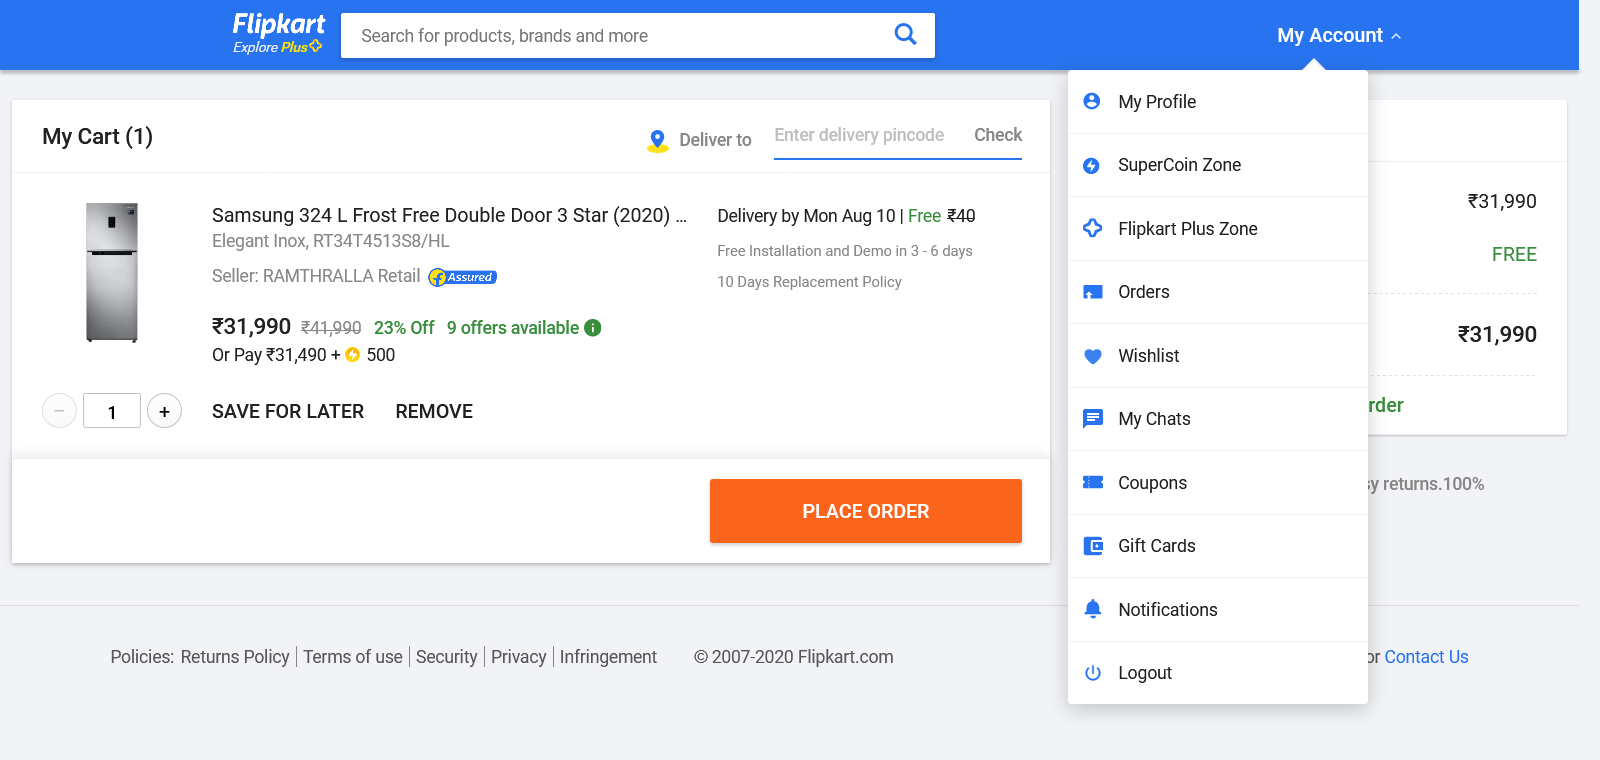 Flipkart
Explore Plus
Search for products, brands and more
My Account
My Cart (1)
Deliver to
Enter delivery pincode
Check
Samsung 324 L Frost Free Double Door 3 Star (2020) ...
Elegant Inox, RT34T4513S8/HL
Seller: RAMTHRALLA Retail
Assured
₹31,990 ₹41,990 23% Off 9 offers available
Or Pay ₹31,490 + 500
Delivery by Mon Aug 10 | Free ₹40
Free Installation and Demo in 3 - 6 days
10 Days Replacement Policy
− 1 +
SAVE FOR LATER
REMOVE
PLACE ORDER
My Profile
SuperCoin Zone
Flipkart Plus Zone
Orders
Wishlist
My Chats
Coupons
Gift Cards
Notifications
Logout
₹31,990
FREE
₹31,990
rder
sy returns.100%
Policies: Returns Policy | Terms of use | Security | Privacy | Infringement
© 2007-2020 Flipkart.com
or Contact Us